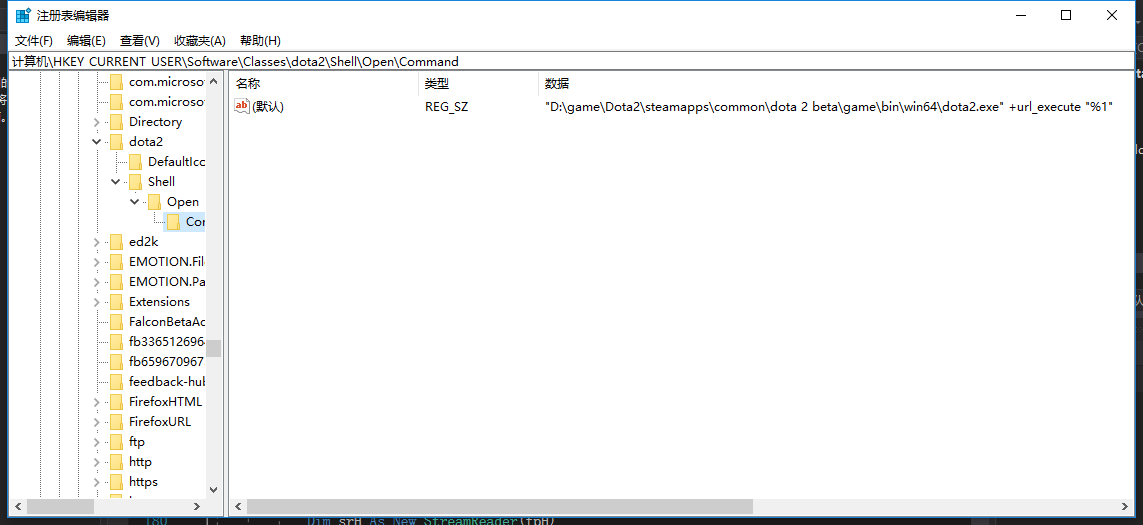 注册表编辑器
文件(F) 编辑(E) 查看(V) 收藏夹(A) 帮助(H)
计算机\HKEY_CURRENT_USER\Software\Classes\dota2\Shell\Open\Command
名称 类型 数据
ab (默认) REG_SZ "D:\game\Dota2\steamapps\common\dota 2 beta\game\bin\win64\dota2.exe" +url_execute "%1"
com.microso
com.microso
Directory
dota2
DefaultIco
Shell
Open
Cor
ed2k
EMOTION.Fil
EMOTION.Pa
Extensions
FalconBetaAc
fb336512696
fb659670967
feedback-hub
FirefoxHTML
FirefoxURL
ftp
http
https
180 Dim srH As New StreamReader(fpH)